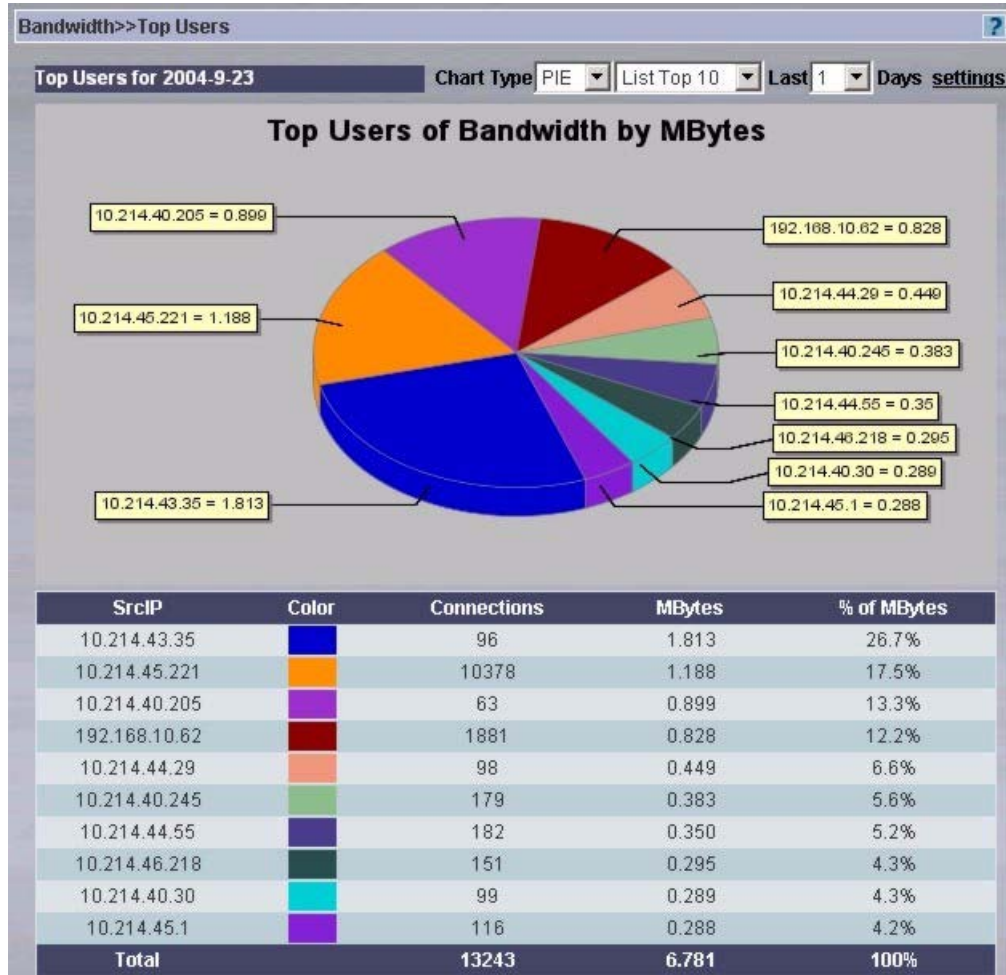 Bandwidth>>Top Users
?
Top Users for 2004-9-23 Chart Type PIE List Top 10 Last 1 Days settings
Top Users of Bandwidth by MBytes
10.214.40.205 = 0.899
192.168.10.62 = 0.828
10.214.44.29 = 0.449
10.214.45.221 = 1.188
10.214.40.245 = 0.383
10.214.44.55 = 0.35
10.214.46.218 = 0.295
10.214.40.30 = 0.289
10.214.43.35 = 1.813
10.214.45.1 = 0.288
SrcIP Color Connections MBytes % of MBytes
10.214.43.35 96 1.813 26.7%
10.214.45.221 10378 1.188 17.5%
10.214.40.205 63 0.899 13.3%
192.168.10.62 1881 0.828 12.2%
10.214.44.29 98 0.449 6.6%
10.214.40.245 179 0.383 5.6%
10.214.44.55 182 0.350 5.2%
10.214.46.218 151 0.295 4.3%
10.214.40.30 99 0.289 4.3%
10.214.45.1 116 0.288 4.2%
Total 13243 6.781 100%